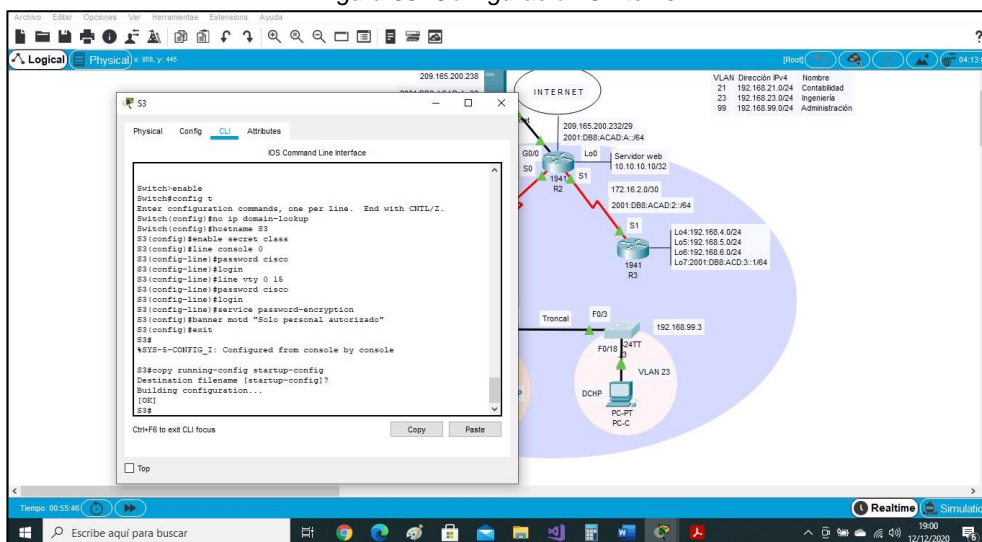 Archivo Editar Opciones Ver Herramientas Extensions Ayuda
?
Logical Physical x: 858, y: 446 [Root] 04:13:
209.165.200.238
INTERNET
VLAN Dirección IPv4 Nombre
21 192.168.21.0/24 Contabilidad
23 192.168.23.0/24 Ingeniería
99 192.168.99.0/24 Administración
209.165.200.232/29
2001:DB8:ACAD:A::/64
G0/0
Lo0
Servidor web
10.10.10.10/32
S0
1941
R2
S1
172.16.2.0/30
2001:DB8:ACAD:2::/64
S1
1941
R3
Lo4:192.168.4.0/24
Lo5:192.168.5.0/24
Lo6:192.168.6.0/24
Lo7:2001:DB8:ACD:3::1/64
Troncal
F0/3
192.168.99.3
F0/18
24TT
VLAN 23
DCHP
PC-PT
PC-C
S3
Physical Config CLI Attributes
IOS Command Line Interface
Switch>enable
Switch#config t
Enter configuration commands, one per line. End with CNTL/Z.
Switch(config)#no ip domain-lookup
Switch(config)#hostname S3
S3(config)#enable secret class
S3(config)#line console 0
S3(config-line)#password cisco
S3(config-line)#login
S3(config-line)#line vty 0 15
S3(config-line)#password cisco
S3(config-line)#login
S3(config-line)#service password-encryption
S3(config)#banner motd "Solo personal autorizado"
S3(config)#exit
S3#
%SYS-5-CONFIG_I: Configured from console by console
S3#copy running-config startup-config
Destination filename [startup-config]?
Building configuration...
[OK]
S3#
Ctrl+F6 to exit CLI focus
Copy Paste
Top
Tiempo: 00:55:46
Realtime Simulatio
Escribe aquí para buscar
19:00
12/12/2020
6